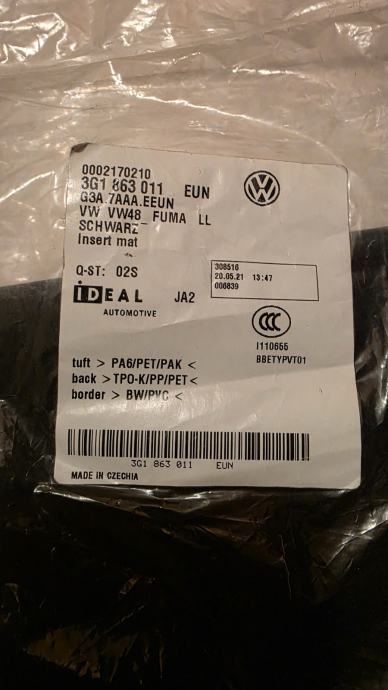 0002170210
3G1 863 011 EUN
G3A.7AAA.EEUN
VW VW48 FUMA LL
SCHWARZ
Insert mat
Q-ST: 02S
308516
20.05.21 13:47
008839
IDEAL JA2
AUTOMOTIVE
CCC
I110655
BBETYPVT01
tuft > PA6/PET/PAK <
back > TPO-K/PP/PET <
border > BW/PVC <
3G1 863 011 EUN
MADE IN CZECHIA